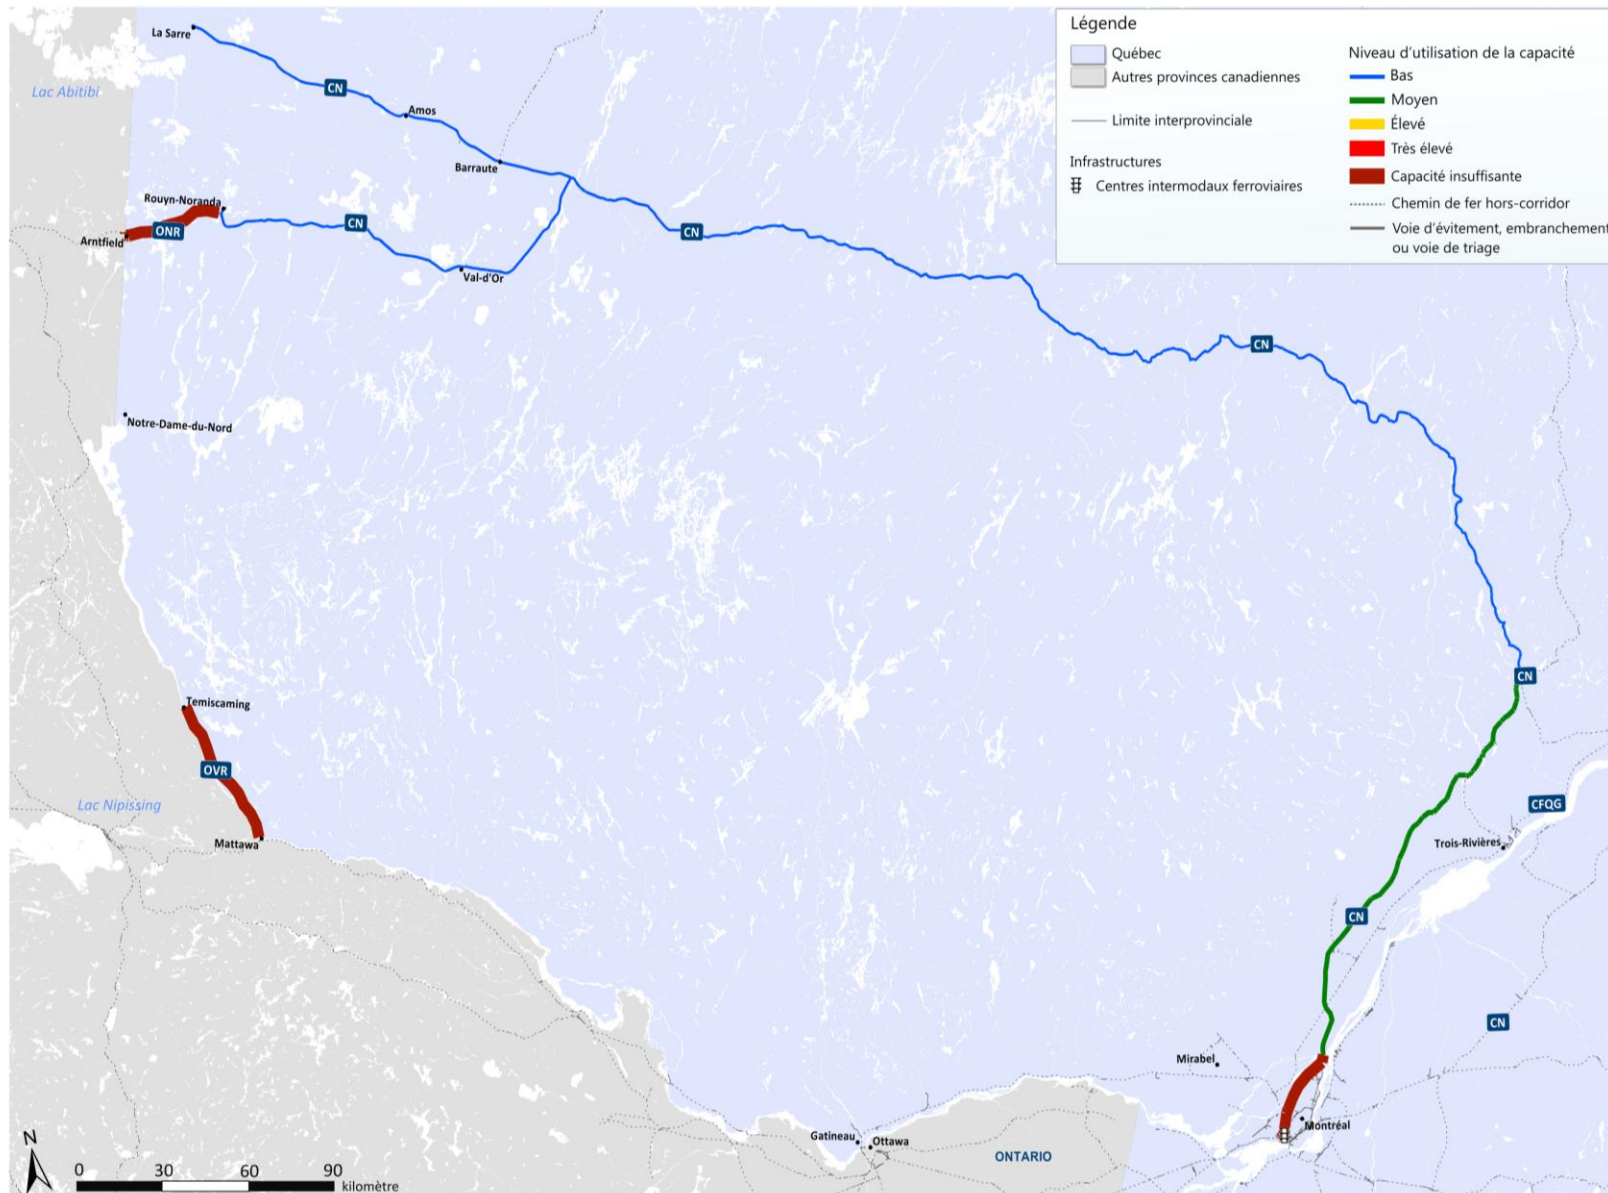 Légende
Québec
Autres provinces canadiennes
Limite interprovinciale
Infrastructures
Centres intermodaux ferroviaires
Niveau d'utilisation de la capacité
Bas
Moyen
Élevé
Très élevé
Capacité insuffisante
Chemin de fer hors-corridor
Voie d'évitement, embranchement
ou voie de triage
La Sarre
Lac Abitibi
CN
Amos
Barraute
Rouyn-Noranda
ONR
Arntfield
CN
CN
Val-d'Or
CN
Notre-Dame-du-Nord
CN
Temiscaming
OVR
Lac Nipissing
Mattawa
CFQG
Trois-Rivières
CN
CN
Mirabel
Montréal
Gatineau
Ottawa
ONTARIO
N
0 30 60 90
kilomètre